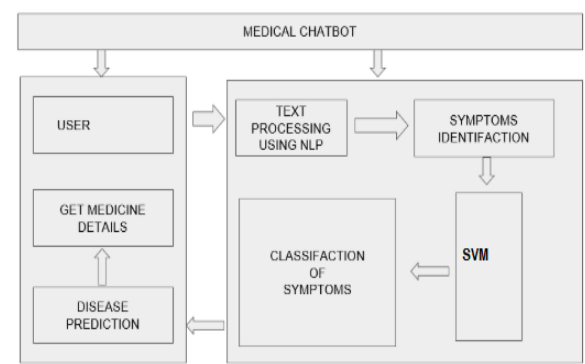 MEDICAL CHATBOT
USER
TEXT
PROCESSING
USING NLP
SYMPTOMS
IDENTIFACTION
GET MEDICINE
DETAILS
CLASSIFACTION
OF
SYMPTOMS
SVM
DISEASE
PREDICTION